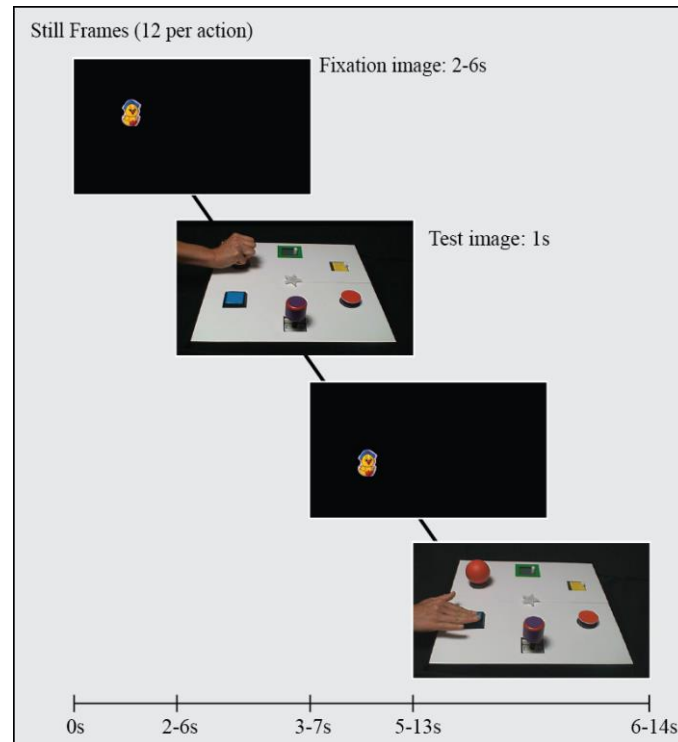 Still Frames (12 per action)
Fixation image: 2-6s
Test image: 1s
0s 2-6s 3-7s 5-13s 6-14s